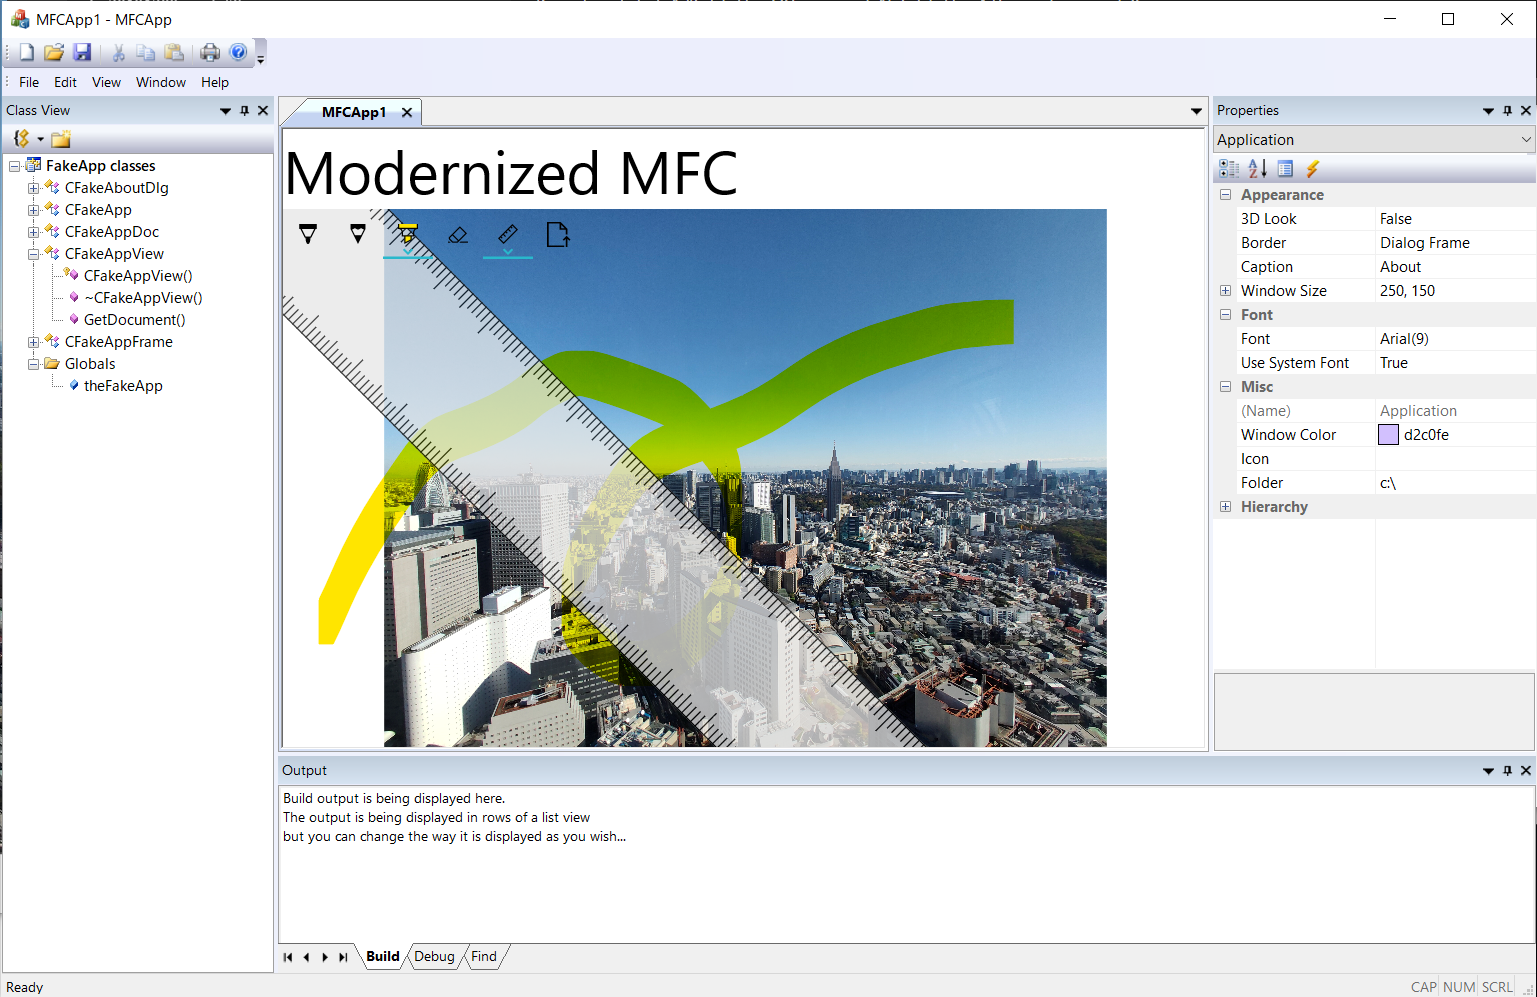 MFCApp1 - MFCApp
File Edit View Window Help
Class View
FakeApp classes
CFakeAboutDlg
CFakeApp
CFakeAppDoc
CFakeAppView
CFakeAppView()
~CFakeAppView()
GetDocument()
CFakeAppFrame
Globals
theFakeApp
MFCApp1
Modernized MFC
Properties
Application
Appearance
3D Look False
Border Dialog Frame
Caption About
Window Size 250, 150
Font
Font Arial(9)
Use System Font True
Misc
(Name) Application
Window Color d2c0fe
Icon
Folder c:\
Hierarchy
Output
Build output is being displayed here.
The output is being displayed in rows of a list view
but you can change the way it is displayed as you wish...
Build Debug Find
Ready
CAP NUM SCRL